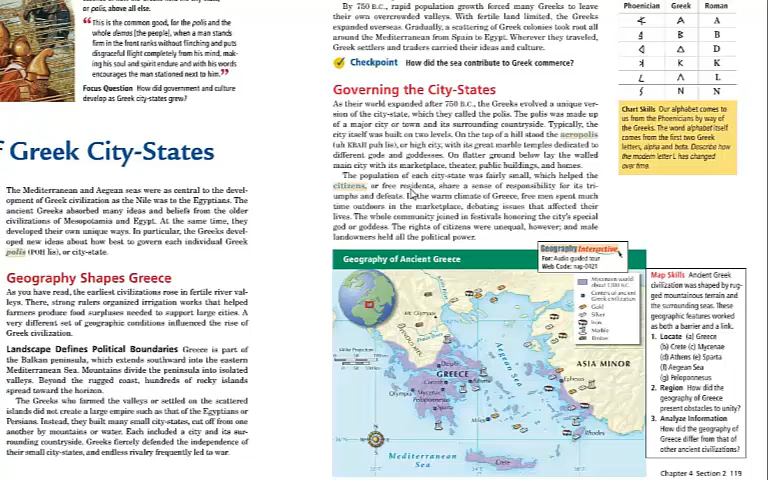 or polis, above all else.
“This is the common good, for the polis and the
whole demos [the people], when a man stands
firm in the front ranks without flinching and puts
disgraceful flight completely from his mind, mak-
ing his soul and spirit endure and with his words
encourages the man stationed next to him.”
Focus Question How did government and culture
develop as Greek city-states grew?
f Greek City-States
The Mediterranean and Aegean seas were as central to the devel-
opment of Greek civilization as the Nile was to the Egyptians. The
ancient Greeks absorbed many ideas and beliefs from the older
civilizations of Mesopotamia and Egypt. At the same time, they
developed their own unique ways. In particular, the Greeks devel-
oped new ideas about how best to govern each individual Greek
polis (POH lis), or city-state.
Geography Shapes Greece
As you have read, the earliest civilizations rose in fertile river val-
leys. There, strong rulers organized irrigation works that helped
farmers produce food surpluses needed to support large cities. A
very different set of geographic conditions influenced the rise of
Greek civilization.
Landscape Defines Political Boundaries Greece is part of
the Balkan peninsula, which extends southward into the eastern
Mediterranean Sea. Mountains divide the peninsula into isolated
valleys. Beyond the rugged coast, hundreds of rocky islands
spread toward the horizon.
The Greeks who farmed the valleys or settled on the scattered
islands did not create a large empire such as that of the Egyptians or
Persians. Instead, they built many small city-states, cut off from one
another by mountains or water. Each included a city and its sur-
rounding countryside. Greeks fiercely defended the independence of
their small city-states, and endless rivalry frequently led to war.
By 750 B.C., rapid population growth forced many Greeks to leave
their own overcrowded valleys. With fertile land limited, the Greeks
expanded overseas. Gradually, a scattering of Greek colonies took root all
around the Mediterranean from Spain to Egypt. Wherever they traveled,
Greek settlers and traders carried their ideas and culture.
Checkpoint How did the sea contribute to Greek commerce?
Governing the City-States
As their world expanded after 750 B.C., the Greeks evolved a unique ver-
sion of the city-state, which they called the polis. The polis was made up
of a major city or town and its surrounding countryside. Typically, the
city itself was built on two levels. On the top of a hill stood the acropolis
(uh KRAH puh lis), or high city, with its great marble temples dedicated to
different gods and goddesses. On flatter ground below lay the walled
main city with its marketplace, theater, public buildings, and homes.
The population of each city-state was fairly small, which helped the
citizens, or free residents, share a sense of responsibility for its tri-
umphs and defeats. In the warm climate of Greece, free men spent much
time outdoors in the marketplace, debating issues that affected their
lives. The whole community joined in festivals honoring the city's special
god or goddess. The rights of citizens were unequal, however; and male
landowners held all the political power.
Phoenician Greek Roman
A
B
D
K
L
N
Chart Skills Our alphabet comes to
us from the Phoenicians by way of
the Greeks. The word alphabet itself
comes from the first two Greek
letters, alpha and beta. Describe how
the modern letter L has changed
over time.
Geography of Ancient Greece
Geography Interactive
For: Audio guided tour
Web Code: nap-0421
Mycenaean world
about 1300 B.C.
Centers of ancient
Greek civilization
Gold
Silver
Iron
Marble
Timber
Mt. Olympus
GREECE
Delphi
Athens
Olympia
Mycenae
Peloponnesus
Sparta
Aegean Sea
ASIA MINOR
Ephesus
Rhodes
Crete
Mediterranean
Sea
Map Skills Ancient Greek
civilization was shaped by rug-
ged mountainous terrain and
the surrounding seas. These
geographic features worked
as both a barrier and a link.
1. Locate (a) Greece
(b) Crete (c) Mycenae
(d) Athens (e) Sparta
(f) Aegean Sea
(g) Peloponnesus
2. Region How did the
geography of Greece
present obstacles to unity?
3. Analyze Information
How did the geography of
Greece differ from that of
other ancient civilizations?
Chapter 4 Section 2 119